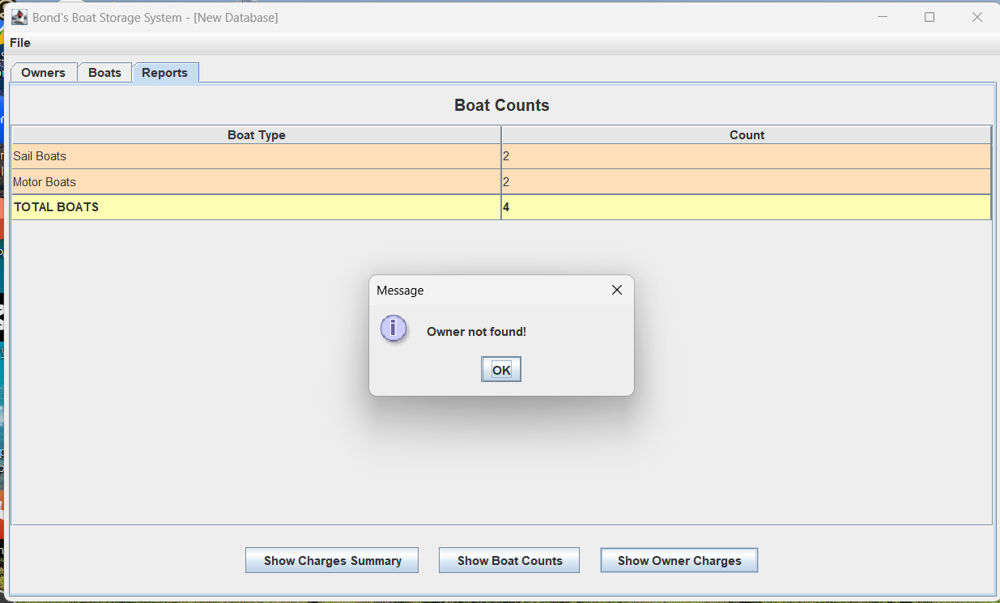 Bond's Boat Storage System - [New Database]
File
Owners Boats Reports
Boat Counts
Boat Type Count
Sail Boats 2
Motor Boats 2
TOTAL BOATS 4
Message
Owner not found!
OK
Show Charges Summary Show Boat Counts Show Owner Charges